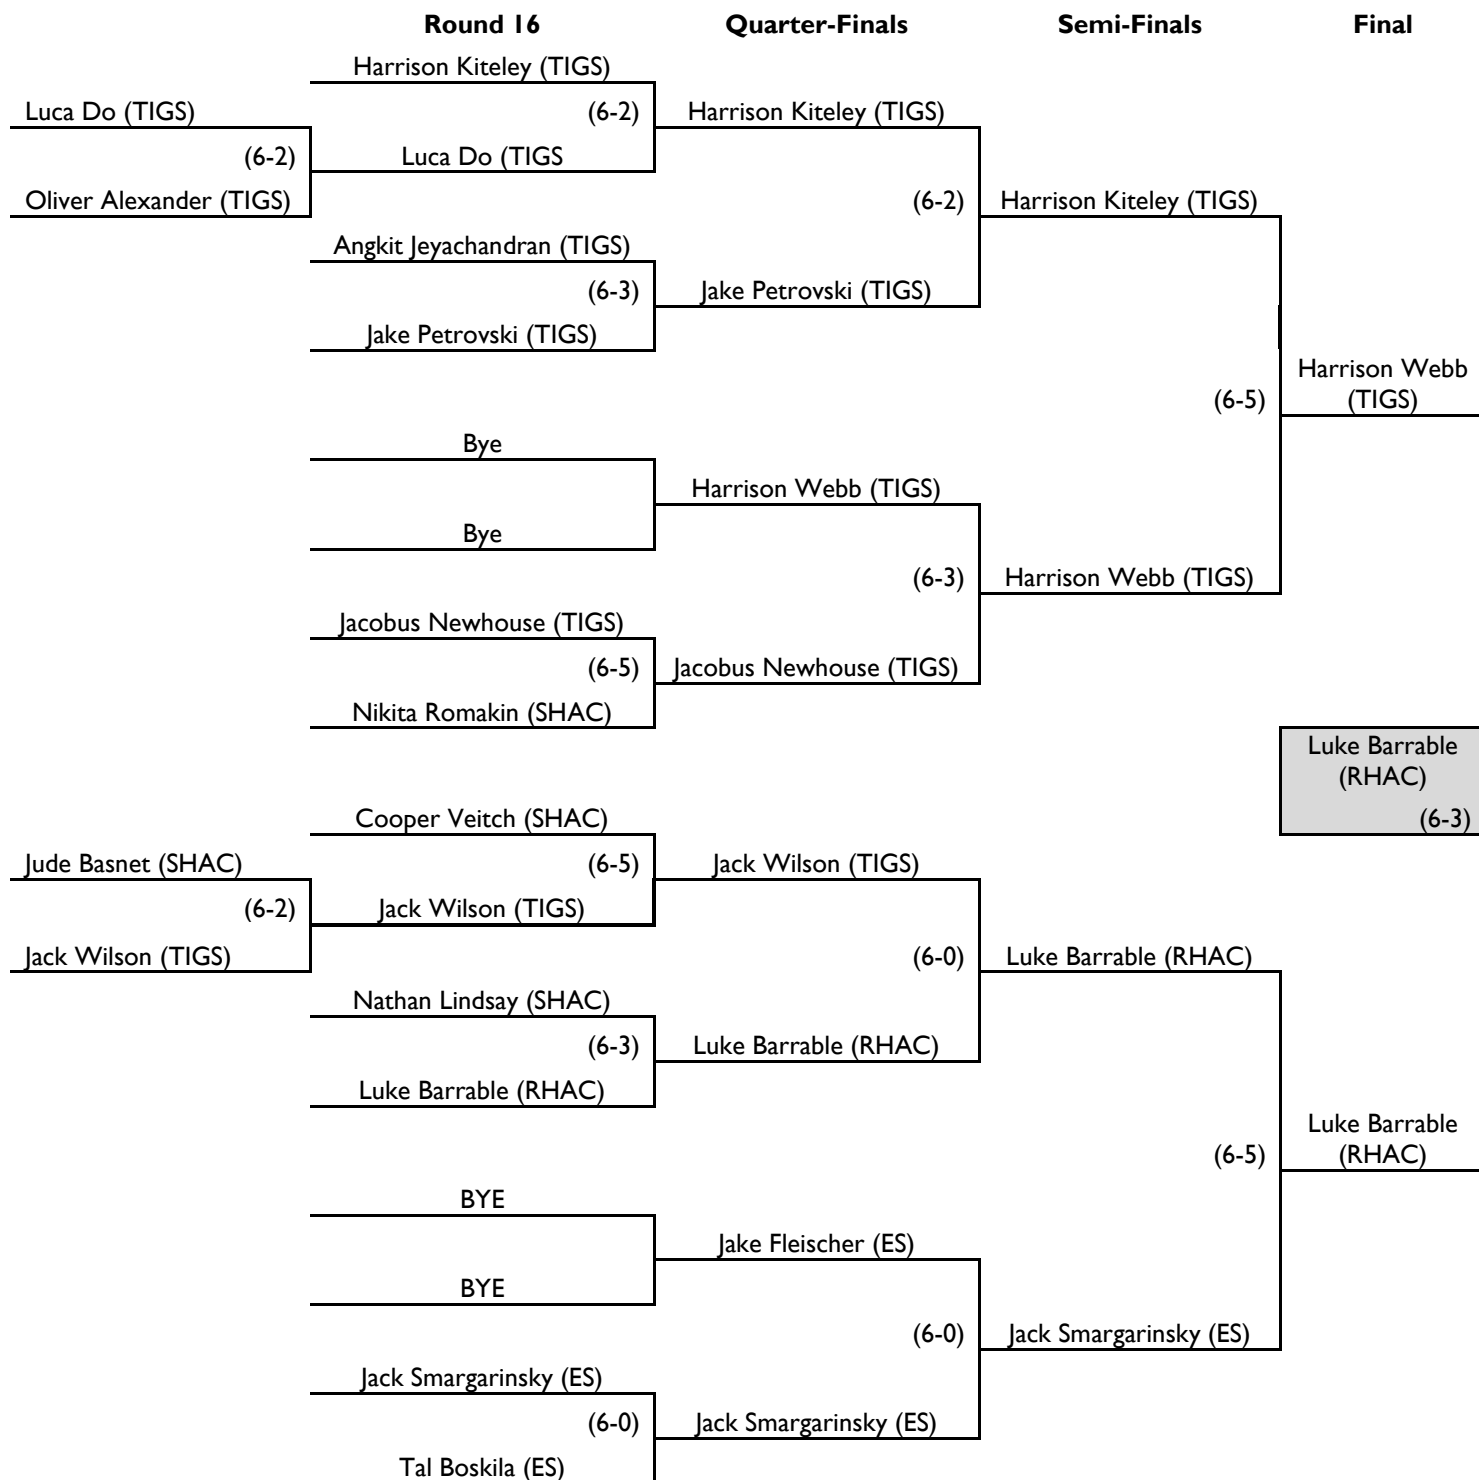 Round 16 Quarter-Finals Semi-Finals Final
Harrison Kiteley (TIGS)
Luca Do (TIGS) (6-2) Harrison Kiteley (TIGS)
(6-2) Luca Do (TIGS
Oliver Alexander (TIGS) (6-2) Harrison Kiteley (TIGS)
Angkit Jeyachandran (TIGS)
(6-3) Jake Petrovski (TIGS)
Jake Petrovski (TIGS)
Harrison Webb
(6-5) (TIGS)
Bye
Harrison Webb (TIGS)
Bye
(6-3) Harrison Webb (TIGS)
Jacobus Newhouse (TIGS)
(6-5) Jacobus Newhouse (TIGS)
Nikita Romakin (SHAC)
Luke Barrable
(RHAC)
Cooper Veitch (SHAC) (6-3)
Jude Basnet (SHAC) (6-5) Jack Wilson (TIGS)
(6-2) Jack Wilson (TIGS)
Jack Wilson (TIGS) (6-0) Luke Barrable (RHAC)
Nathan Lindsay (SHAC)
(6-3) Luke Barrable (RHAC)
Luke Barrable (RHAC)
Luke Barrable
(6-5) (RHAC)
BYE
Jake Fleischer (ES)
BYE
(6-0) Jack Smargarinsky (ES)
Jack Smargarinsky (ES)
(6-0) Jack Smargarinsky (ES)
Tal Boskila (ES)